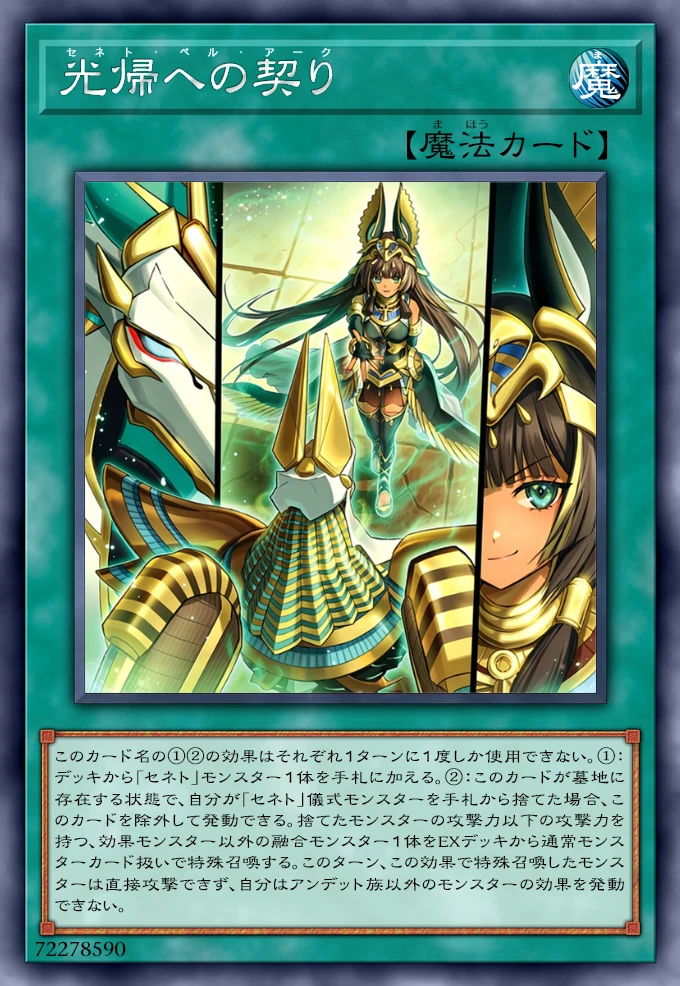 セネト・ペル・アーク
光帰への契り
ま
魔
ま ほう
【魔法カード】
このカード名の①②の効果はそれぞれ1ターンに1度しか使用できない。①：
デッキから「セネト」モンスター1体を手札に加える。②：このカードが墓地に
存在する状態で、自分が「セネト」儀式モンスターを手札から捨てた場合、こ
のカードを除外して発動できる。捨てたモンスターの攻撃力以下の攻撃力を
持つ、効果モンスター以外の融合モンスター1体をEXデッキから通常モンス
ターカード扱いで特殊召喚する。このターン、この効果で特殊召喚したモンス
ターは直接攻撃できず、自分はアンデット族以外のモンスターの効果を発動
できない。
72278590